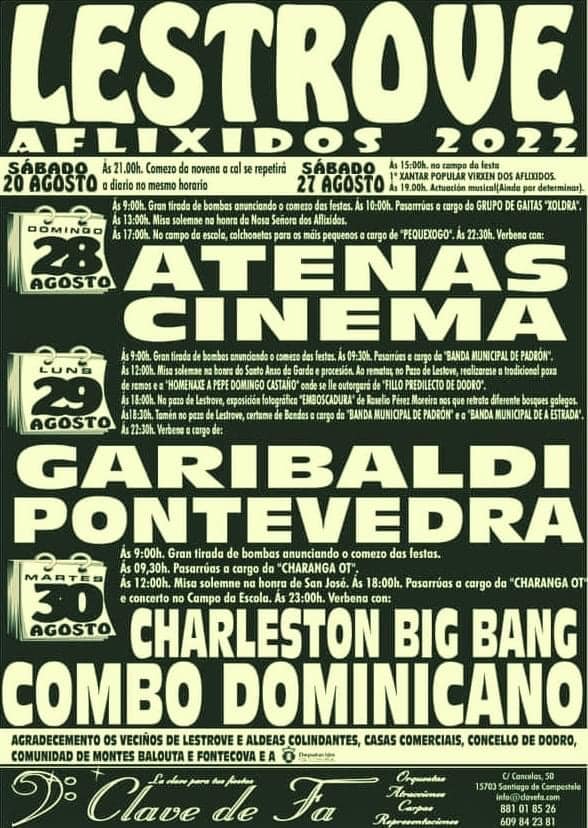 LESTROVE
AFLIXIDOS 2022
SÁBADO
20 AGOSTO
Ás 21.00h. Comezo da novena a cal se repetirá
a diario no mesmo horario
SÁBADO
27 AGOSTO
Ás 15:00h. no campo da festa
1º XANTAR POPULAR VIRXEN DOS AFLIXIDOS.
Ás 19.00h. Actuación musical(Ainda por determinar).
DOMINGO
28
AGOSTO
Ás 9:00h. Gran tirada de bombas anunciando o comezo das festas. Ás 10:00h. Pasarrúas a cargo do GRUPO DE GAITAS "XOLDRA".
Ás 13:00h. Misa solemne na honra da Nosa Señora dos Aflixidos.
Ás 17:00h. No campo da escola, colchonetas para os máis pequenos a cargo de "PEQUEXOGO". Ás 22:30h. Verbena con:
ATENAS
CINEMA
LUNS
29
AGOSTO
Ás 9:00h. Gran tirada de bombas anunciando o comezo das festas. Ás 09:30h. Pasarrúas a cargo da "BANDA MUNICIPAL DE PADRÓN".
Ás 12:00h. Misa solemne na honra do Santo Anxo da Garda e procesión. Ao rematar, no Pazo de Lestrove, realizarase a tradicional poxa
de ramos e a "HOMENAXE A PEPE DOMINGO CASTAÑO" onde se lle outorgará de "FILLO PREDILECTO DE DODRO".
Ás 18:00h. No pazo de Lestrove, exposición fotográfica "EMBOSCADURA" de Roxelio Pérez Moreira nos que retrata diferente bosques galegos.
Ás18:30h. Tamén no pazo de Lestrove, certame de Bandas a cargo da "BANDA MUNICIPAL DE PADRÓN" e a "BANDA MUNICIPAL DE A ESTRADA".
Ás 22:30h. Verbena a cargo de:
GARIBALDI
PONTEVEDRA
MARTES
30
AGOSTO
Ás 9:00h. Gran tirada de bombas anunciando o comezo das festas.
Ás 09,30h. Pasarrúas a cargo da "CHARANGA OT".
Ás 12:00h. Misa solemne na honra de San José. Ás 18:00h. Pasarrúas a cargo da "CHARANGA OT"
e concerto no Campo da Escola. Ás 23:00h. Verbena con:
CHARLESTON BIG BANG
COMBO DOMINICANO
AGRADECEMENTO OS VECIÑOS DE LESTROVE E ALDEAS COLINDANTES, CASAS COMERCIAIS, CONCELLO DE DODRO,
COMUNIDAD DE MONTES BALOUTA E FONTECOVA E A
La clave para tus fiestas
Clave de Fa
Orquestas
Atracciones
Carpas
Representaciones
C/ Cancelas, 50
15703 Santiago de Compostela
info@clavefa.com
881 01 85 26
609 84 23 81